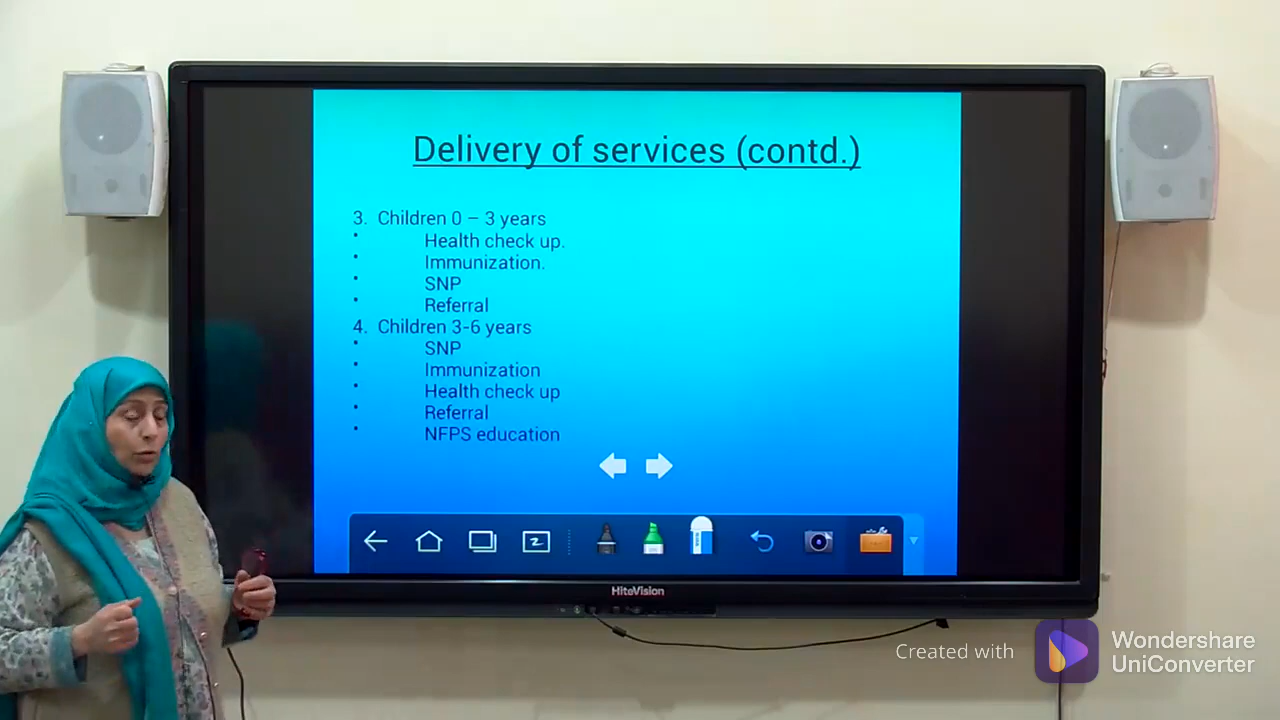 Delivery of services (contd.)
3. Children 0 – 3 years
• Health check up.
• Immunization.
• SNP
• Referral
4. Children 3-6 years
• SNP
• Immunization
• Health check up
• Referral
• NFPS education
HiteVision
Created with
Wondershare
UniConverter